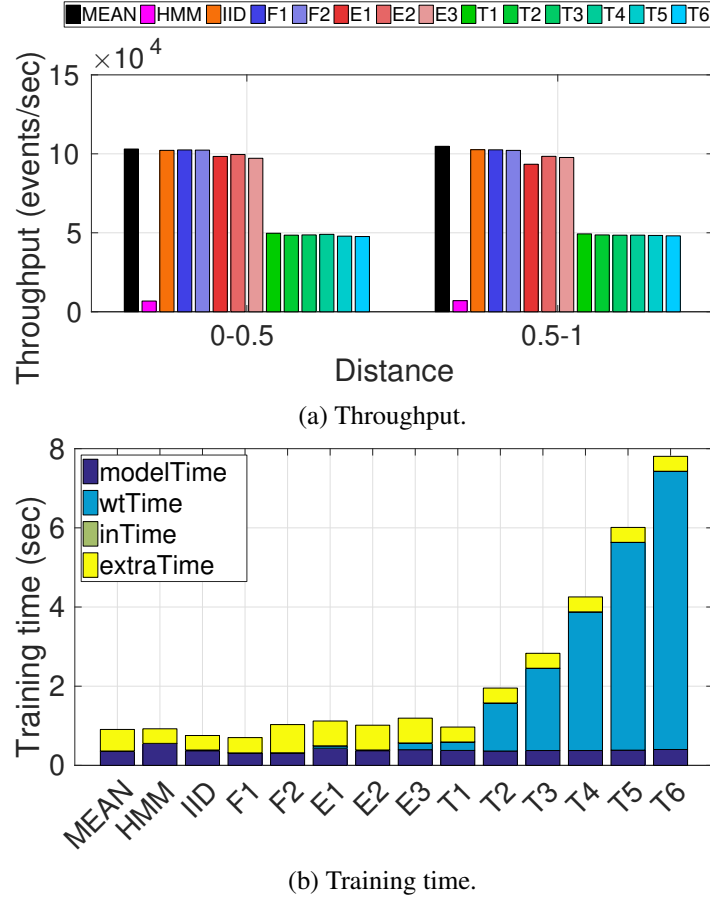 MEAN HMM IID F1 F2 E1 E2 E3 T1 T2 T3 T4 T5 T6
× 10^4
15
10
5
0
Throughput (events/sec)
0-0.5 0.5-1
Distance
(a) Throughput.
8
6
4
2
0
Training time (sec)
modelTime
wtTime
inTime
extraTime
MEAN HMM IID F1 F2 E1 E2 E3 T1 T2 T3 T4 T5 T6
(b) Training time.